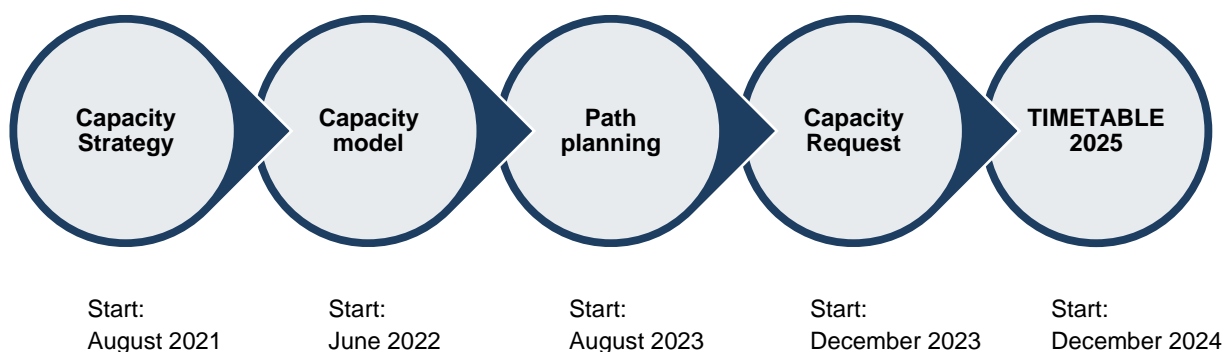 Capacity
Strategy
Capacity
model
Path
planning
Capacity
Request
TIMETABLE
2025
Start:
August 2021
Start:
June 2022
Start:
August 2023
Start:
December 2023
Start:
December 2024